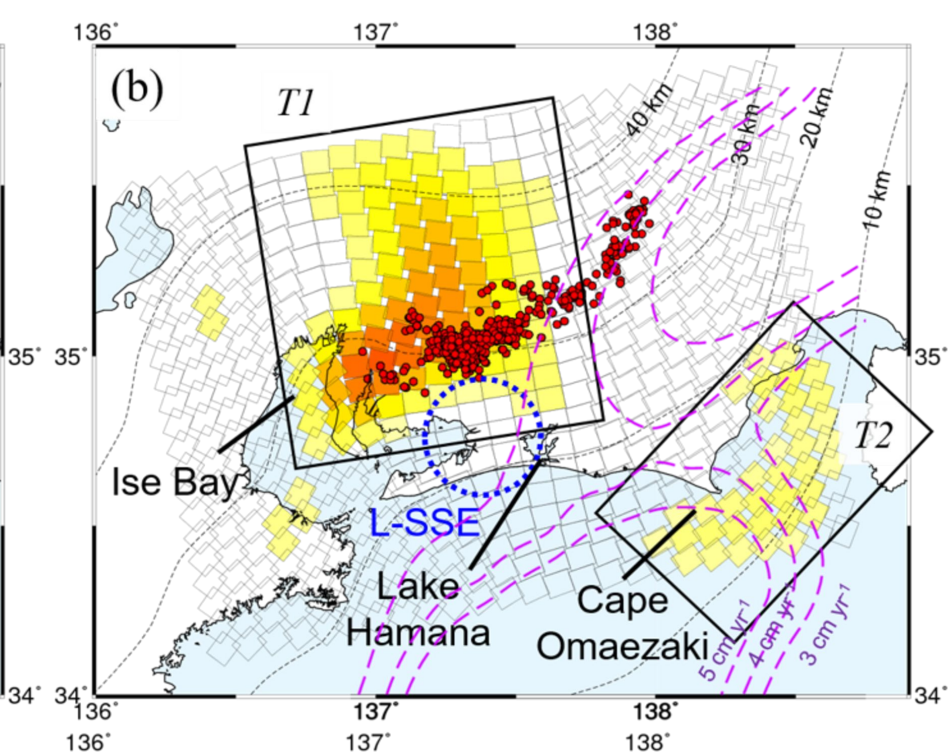 136° 137° 138°
(b)
T1
40 km
30 km
20 km
10 km
35° 35° 35°
T2
Ise Bay
L-SSE
Lake
Hamana
Cape
Omaezaki
5 cm yr-1
4 cm yr-1
3 cm yr-1
34° 34° 34°
136° 137° 138°
136° 137° 138°